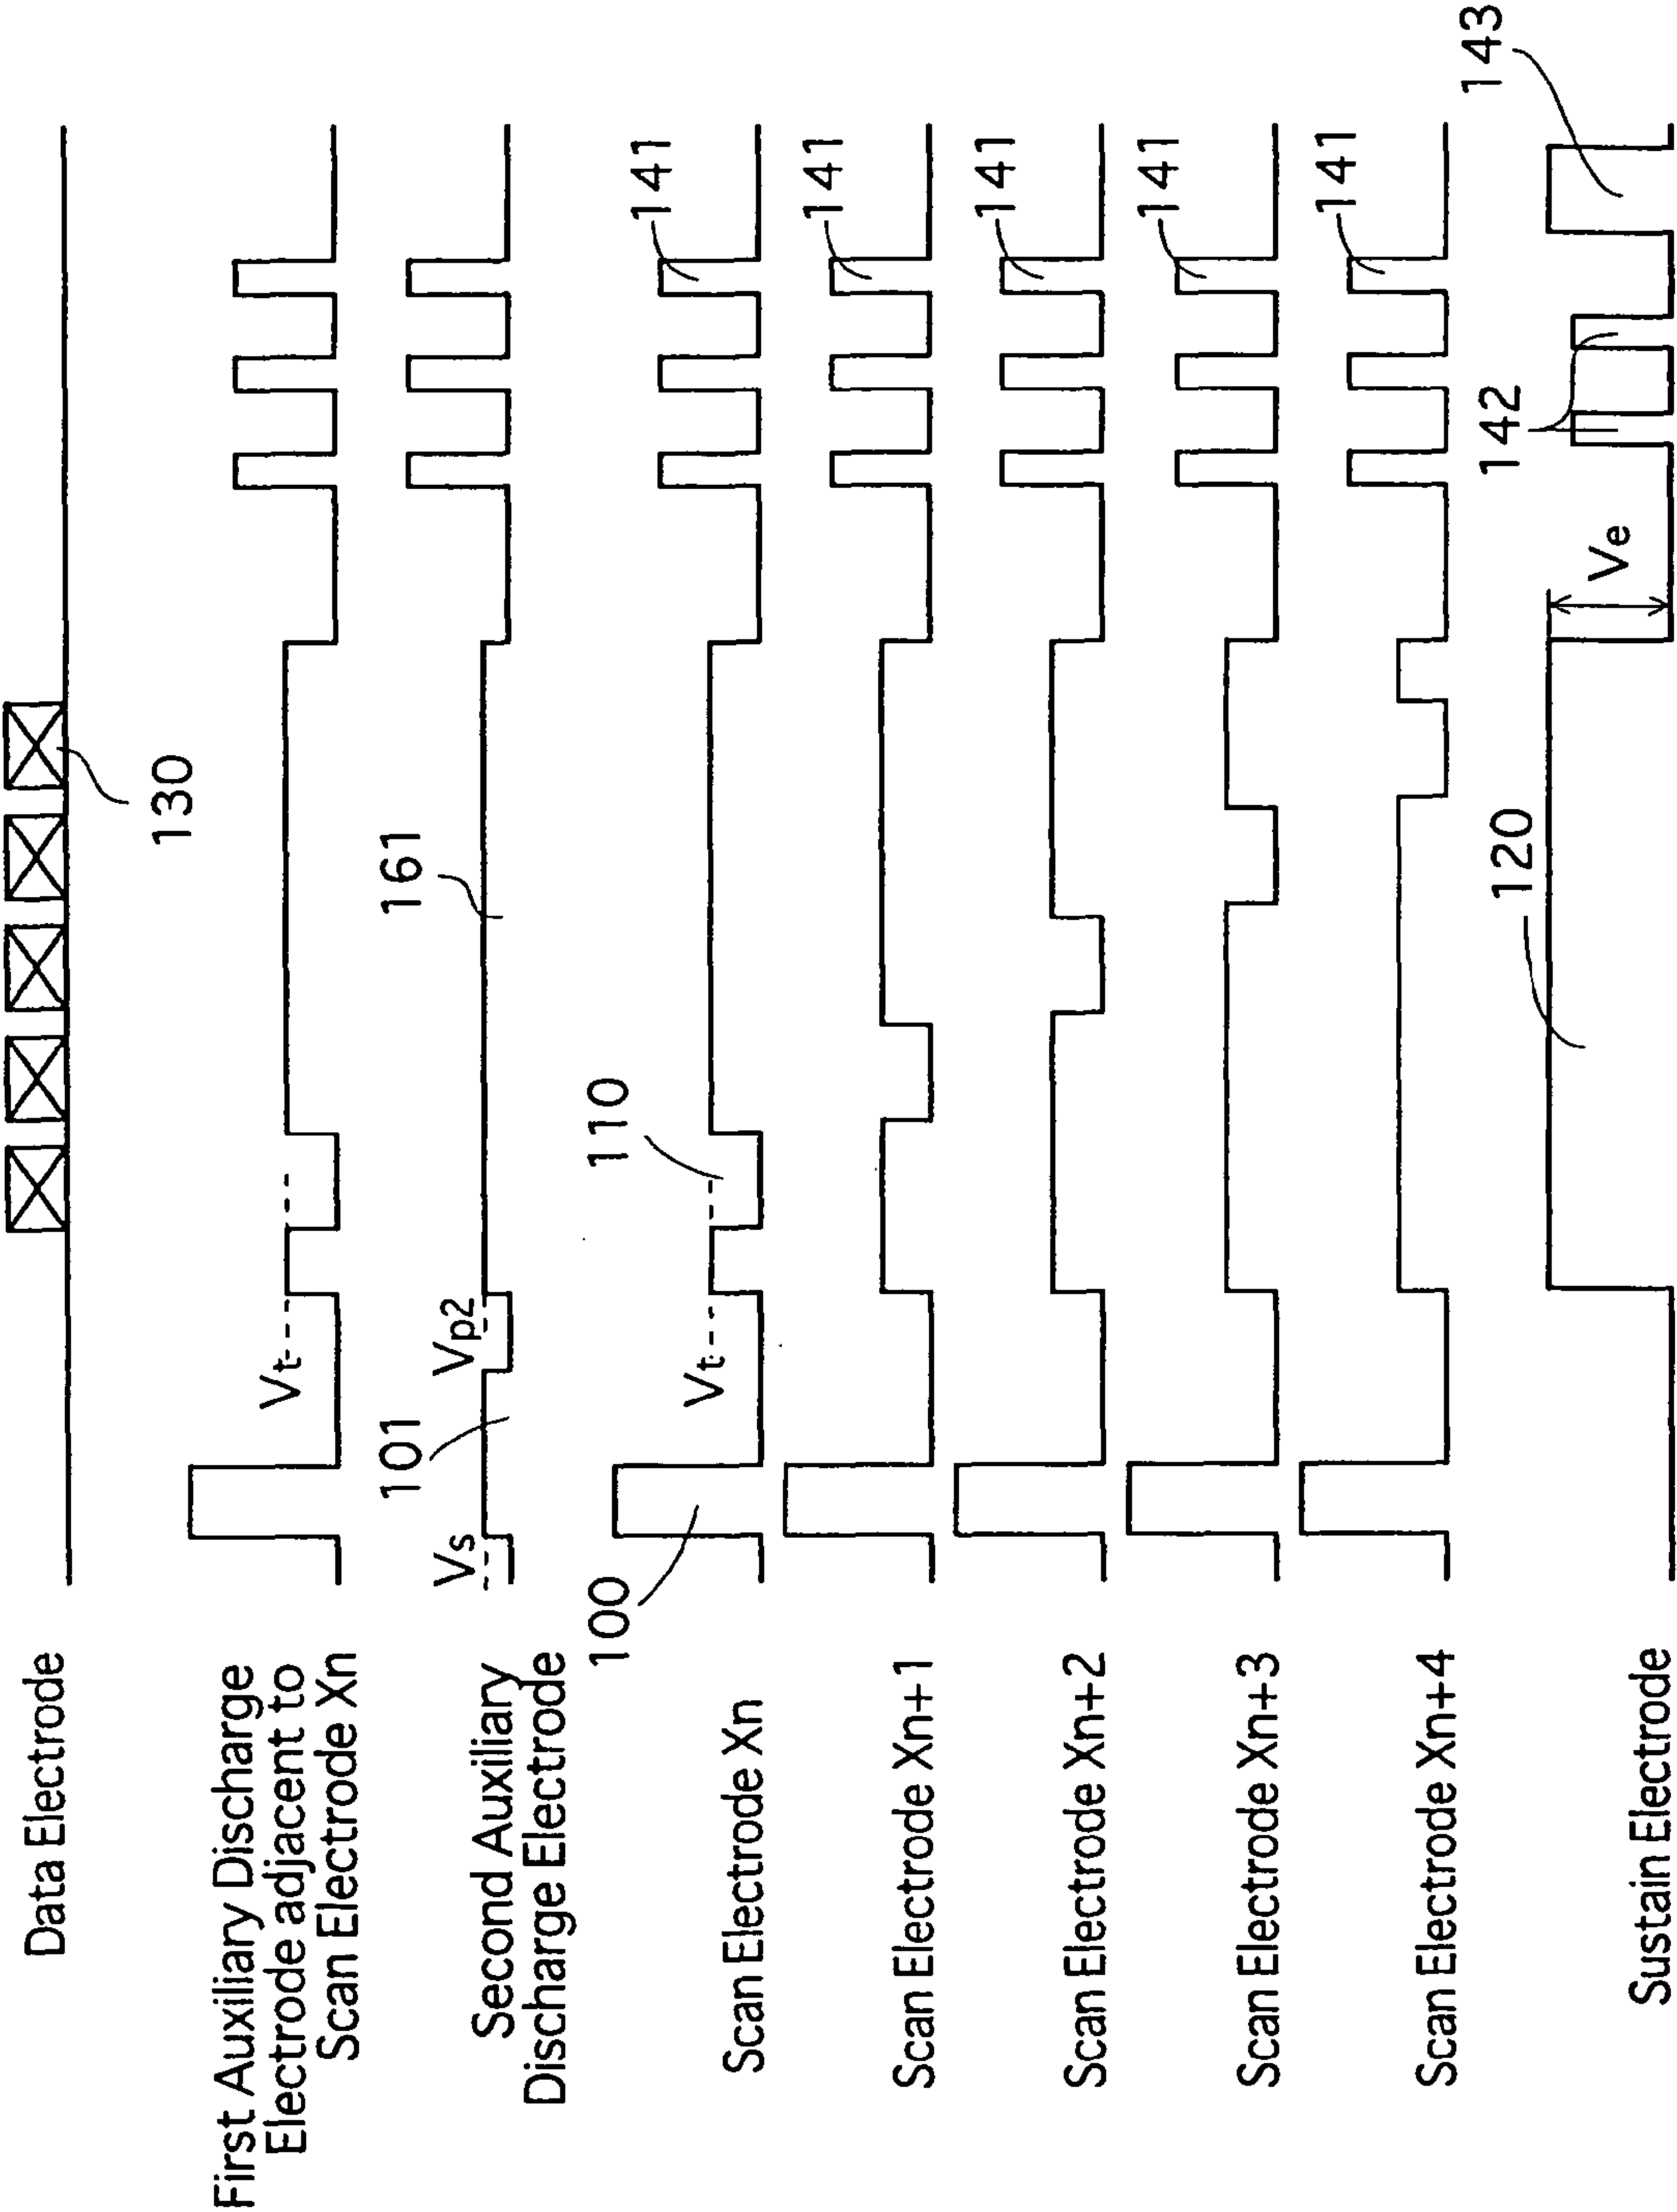 Data Electrode
130
First Auxiliary Discharge
Electrode adjacent to
Scan Electrode Xn
Vt
Second Auxiliary
Discharge Electrode
Vs
101
Vp2
161
Scan Electrode Xn
100
Vt
110
141
Scan Electrode Xn+1
141
Scan Electrode Xn+2
141
Scan Electrode Xn+3
141
Scan Electrode Xn+4
141
Sustain Electrode
120
Ve
142
143